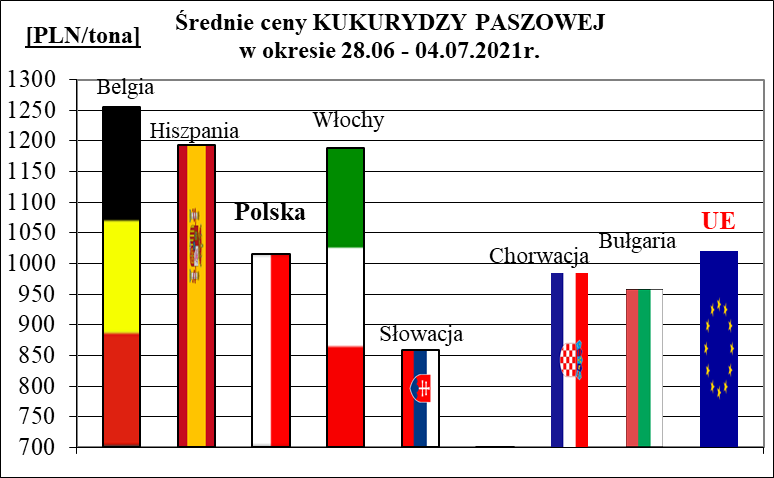 Średnie ceny KUKURYDZY PASZOWEJ
w okresie 28.06 - 04.07.2021r.
[PLN/tona]
1300
1250
1200
1150
1100
1050
1000
950
900
850
800
750
700
Belgia
Hiszpania
Polska
Włochy
Słowacja
Chorwacja
Bułgaria
UE